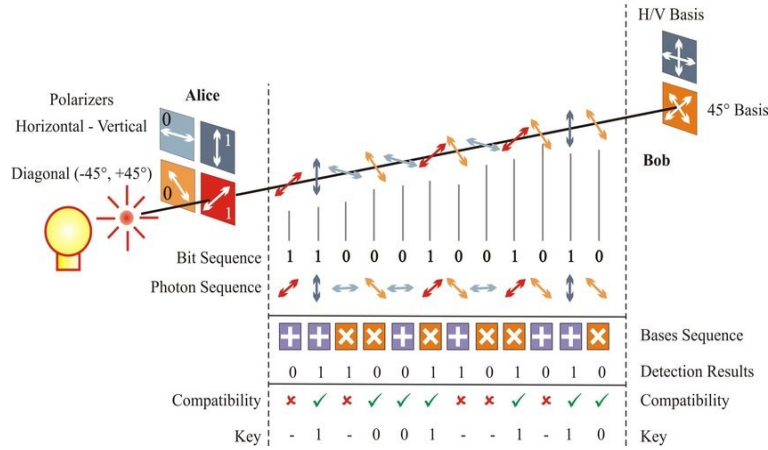 H/V Basis
Alice
Polarizers
Horizontal - Vertical
0
1
45° Basis
Diagonal (-45°, +45°)
0
1
Bob
Bit Sequence 1 1 0 0 0 1 0 0 1 0 1 0
Photon Sequence
Bases Sequence
0 1 1 0 0 1 1 0 1 0 1 0 Detection Results
Compatibility ✗ ✓ ✗ ✓ ✓ ✓ ✗ ✗ ✓ ✗ ✓ ✓ Compatibility
Key - 1 - 0 0 1 - - 1 - 1 0 Key